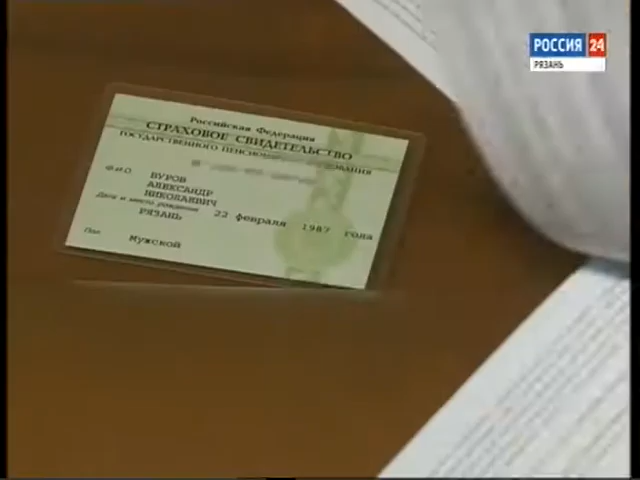 РОССИЯ 24
РЯЗАНЬ
Российская Федерация
СТРАХОВОЕ СВИДЕТЕЛЬСТВО
ГОСУДАРСТВЕННОГО ПЕНСИОННОГО
Ф.И.О БУРОВ
АЛЕКСАНДР
НИКОЛАЕВИЧ
Дата и место рождения 22 февраля 1987 года
РЯЗАНЬ
Пол Мужской